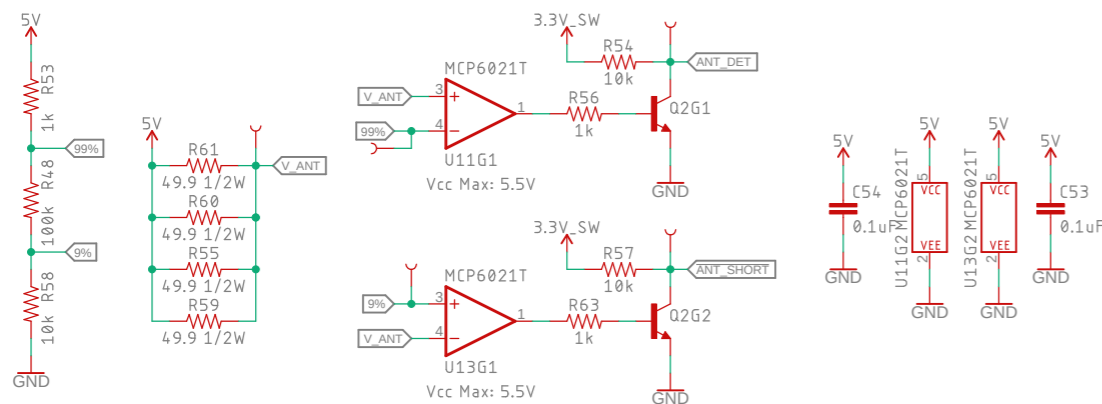 5V
R53
1k
99%
R48
100k
9%
R58
10k
GND
5V
R61
49.9 1/2W
V_ANT
R60
49.9 1/2W
R55
49.9 1/2W
R59
49.9 1/2W
3.3V_SW
R54
10k
ANT_DET
MCP6021T
V_ANT
3
+
99%
4
−
1
R56
1k
Q2G1
U11G1
Vcc Max: 5.5V
GND
3.3V_SW
R57
10k
ANT_SHORT
MCP6021T
9%
3
+
V_ANT
4
−
1
R63
1k
Q2G2
U13G1
Vcc Max: 5.5V
GND
5V
C54
0.1uF
GND
5V
5
VCC
VEE
2
U11G2
MCP6021T
GND
5V
5
VCC
VEE
2
U13G2
MCP6021T
GND
5V
C53
0.1uF
GND